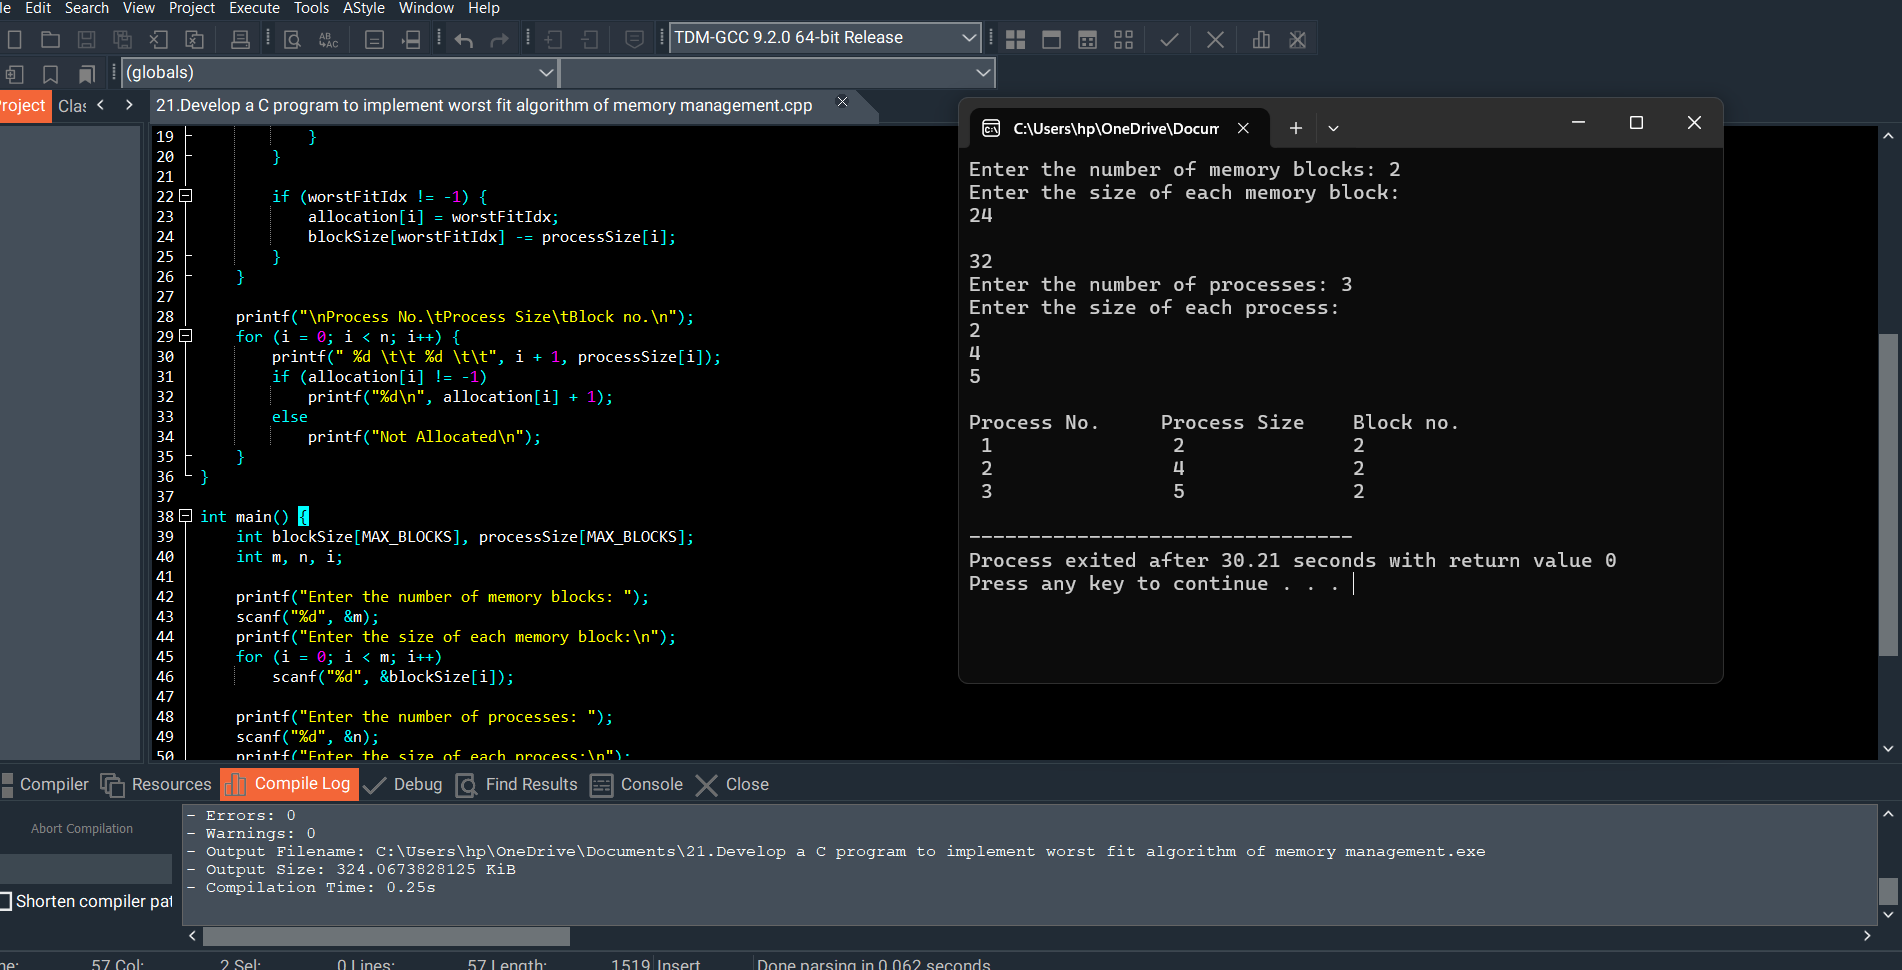 le Edit Search View Project Execute Tools AStyle Window Help
TDM-GCC 9.2.0 64-bit Release
(globals)
roject Clas 21.Develop a C program to implement worst fit algorithm of memory management.cpp
19 }
20 }
21
22 if (worstFitIdx != -1) {
23 allocation[i] = worstFitIdx;
24 blockSize[worstFitIdx] -= processSize[i];
25 }
26 }
27
28 printf("\nProcess No.\tProcess Size\tBlock no.\n");
29 for (i = 0; i < n; i++) {
30 printf(" %d \t\t %d \t\t", i + 1, processSize[i]);
31 if (allocation[i] != -1)
32 printf("%d\n", allocation[i] + 1);
33 else
34 printf("Not Allocated\n");
35 }
36 }
37
38 int main() {
39 int blockSize[MAX_BLOCKS], processSize[MAX_BLOCKS];
40 int m, n, i;
41
42 printf("Enter the number of memory blocks: ");
43 scanf("%d", &m);
44 printf("Enter the size of each memory block:\n");
45 for (i = 0; i < m; i++)
46 scanf("%d", &blockSize[i]);
47
48 printf("Enter the number of processes: ");
49 scanf("%d", &n);
50 printf("Enter the size of each process:\n");
C:\Users\hp\OneDrive\Docum
Enter the number of memory blocks: 2
Enter the size of each memory block:
24
32
Enter the number of processes: 3
Enter the size of each process:
2
4
5
Process No. Process Size Block no.
1 2 2
2 4 2
3 5 2
--------------------------------
Process exited after 30.21 seconds with return value 0
Press any key to continue . . .
Compiler Resources Compile Log Debug Find Results Console Close
Abort Compilation
Shorten compiler pat
- Errors: 0
- Warnings: 0
- Output Filename: C:\Users\hp\OneDrive\Documents\21.Develop a C program to implement worst fit algorithm of memory management.exe
- Output Size: 324.0673828125 KiB
- Compilation Time: 0.25s
ne: 57 Col: 2 Sel: 0 Lines: 57 Length: 1519 Insert Done parsing in 0.062 seconds